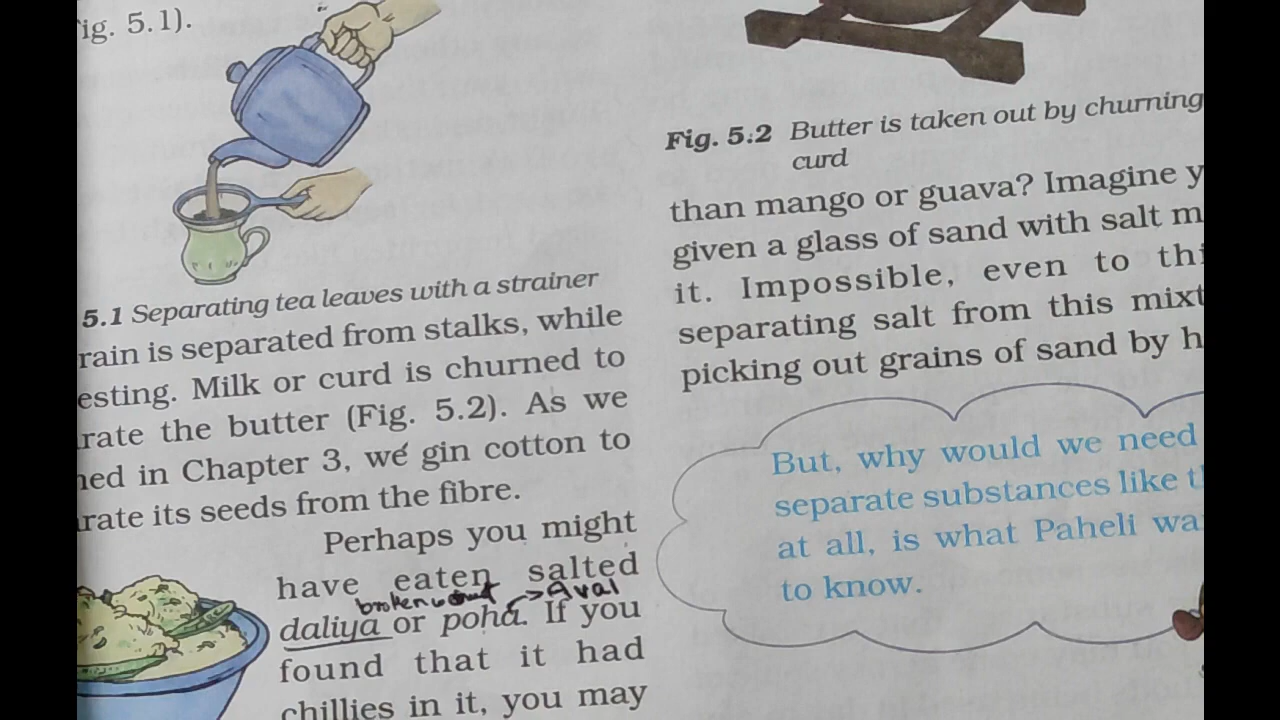 ig. 5.1).
5.1 Separating tea leaves with a strainer
rain is separated from stalks, while
esting. Milk or curd is churned to
rate the butter (Fig. 5.2). As we
ned in Chapter 3, we gin cotton to
rate its seeds from the fibre.
Perhaps you might
have eaten salted
broken → Aval
daliya or poha. If you
found that it had
chillies in it, you may
Fig. 5.2 Butter is taken out by churning
curd
than mango or guava? Imagine y
given a glass of sand with salt m
it. Impossible, even to thi
separating salt from this mixt
picking out grains of sand by h
But, why would we need
separate substances like t
at all, is what Paheli wa
to know.